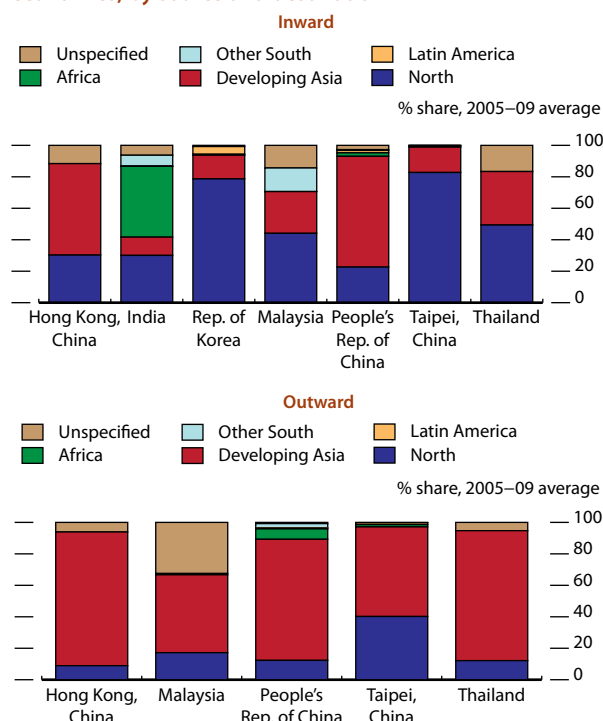 Inward
Unspecified Other South Latin America
Africa Developing Asia North
% share, 2005–09 average
100
80
60
40
20
0
Hong Kong, India Rep. of Malaysia People's Taipei, Thailand
China Korea Rep. of China
China
Outward
Unspecified Other South Latin America
Africa Developing Asia North
% share, 2005–09 average
100
80
60
40
20
0
Hong Kong, Malaysia People's Taipei, Thailand
China Rep. of China China